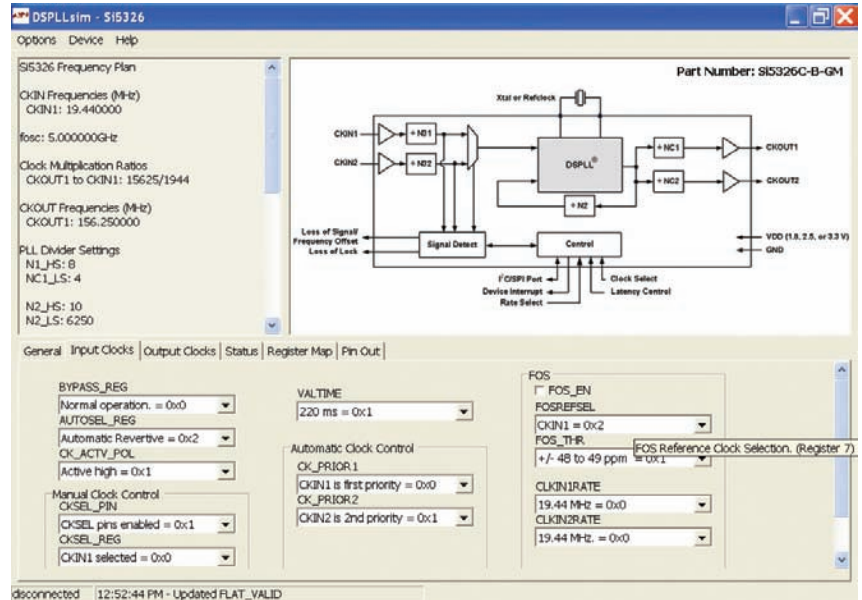 DSPLLsim - Si5326
Options Device Help
Si5326 Frequency Plan
CKIN Frequencies (MHz)
CKIN1: 19.440000
fosc: 5.000000GHz
Clock Multiplication Ratios
CKOUT1 to CKIN1: 15625/1944
CKOUT Frequencies (MHz)
CKOUT1: 156.250000
PLL Divider Settings
N1_HS: 8
NC1_LS: 4
N2_HS: 10
N2_LS: 6250
Part Number: Si5326C-B-GM
Xtal or Refclock
CKIN1
÷ ND1
CKIN2
÷ ND2
DSPLL®
÷ NC1
CKOUT1
÷ NC2
CKOUT2
÷ N2
Loss of Signal/
Frequency Offset
Loss of Lock
Signal Detect
Control
VDD (1.8, 2.5, or 3.3 V)
GND
I²C/SPI Port
Device Interrupt
Rate Select
Clock Select
Latency Control
General Input Clocks Output Clocks Status Register Map Pin Out
BYPASS_REG
Normal operation. = 0x0
AUTOSEL_REG
Automatic Revertive = 0x2
CK_ACTV_POL
Active high = 0x1
Manual Clock Control
CKSEL_PIN
CKSEL pins enabled = 0x1
CKSEL_REG
CKIN1 selected = 0x0
VALTIME
220 ms = 0x1
Automatic Clock Control
CK_PRIOR1
CKIN1 is first priority = 0x0
CK_PRIOR2
CKIN2 is 2nd priority = 0x1
FOS
FOS_EN
FOSREFSEL
CKIN1 = 0x2
FOS_THR
FOS Reference Clock Selection. (Register 7)
+/- 48 to 49 ppm = 0x1
CLKIN1RATE
19.44 MHz = 0x0
CLKIN2RATE
19.44 MHz. = 0x0
disconnected 12:52:44 PM - Updated FLAT_VALID